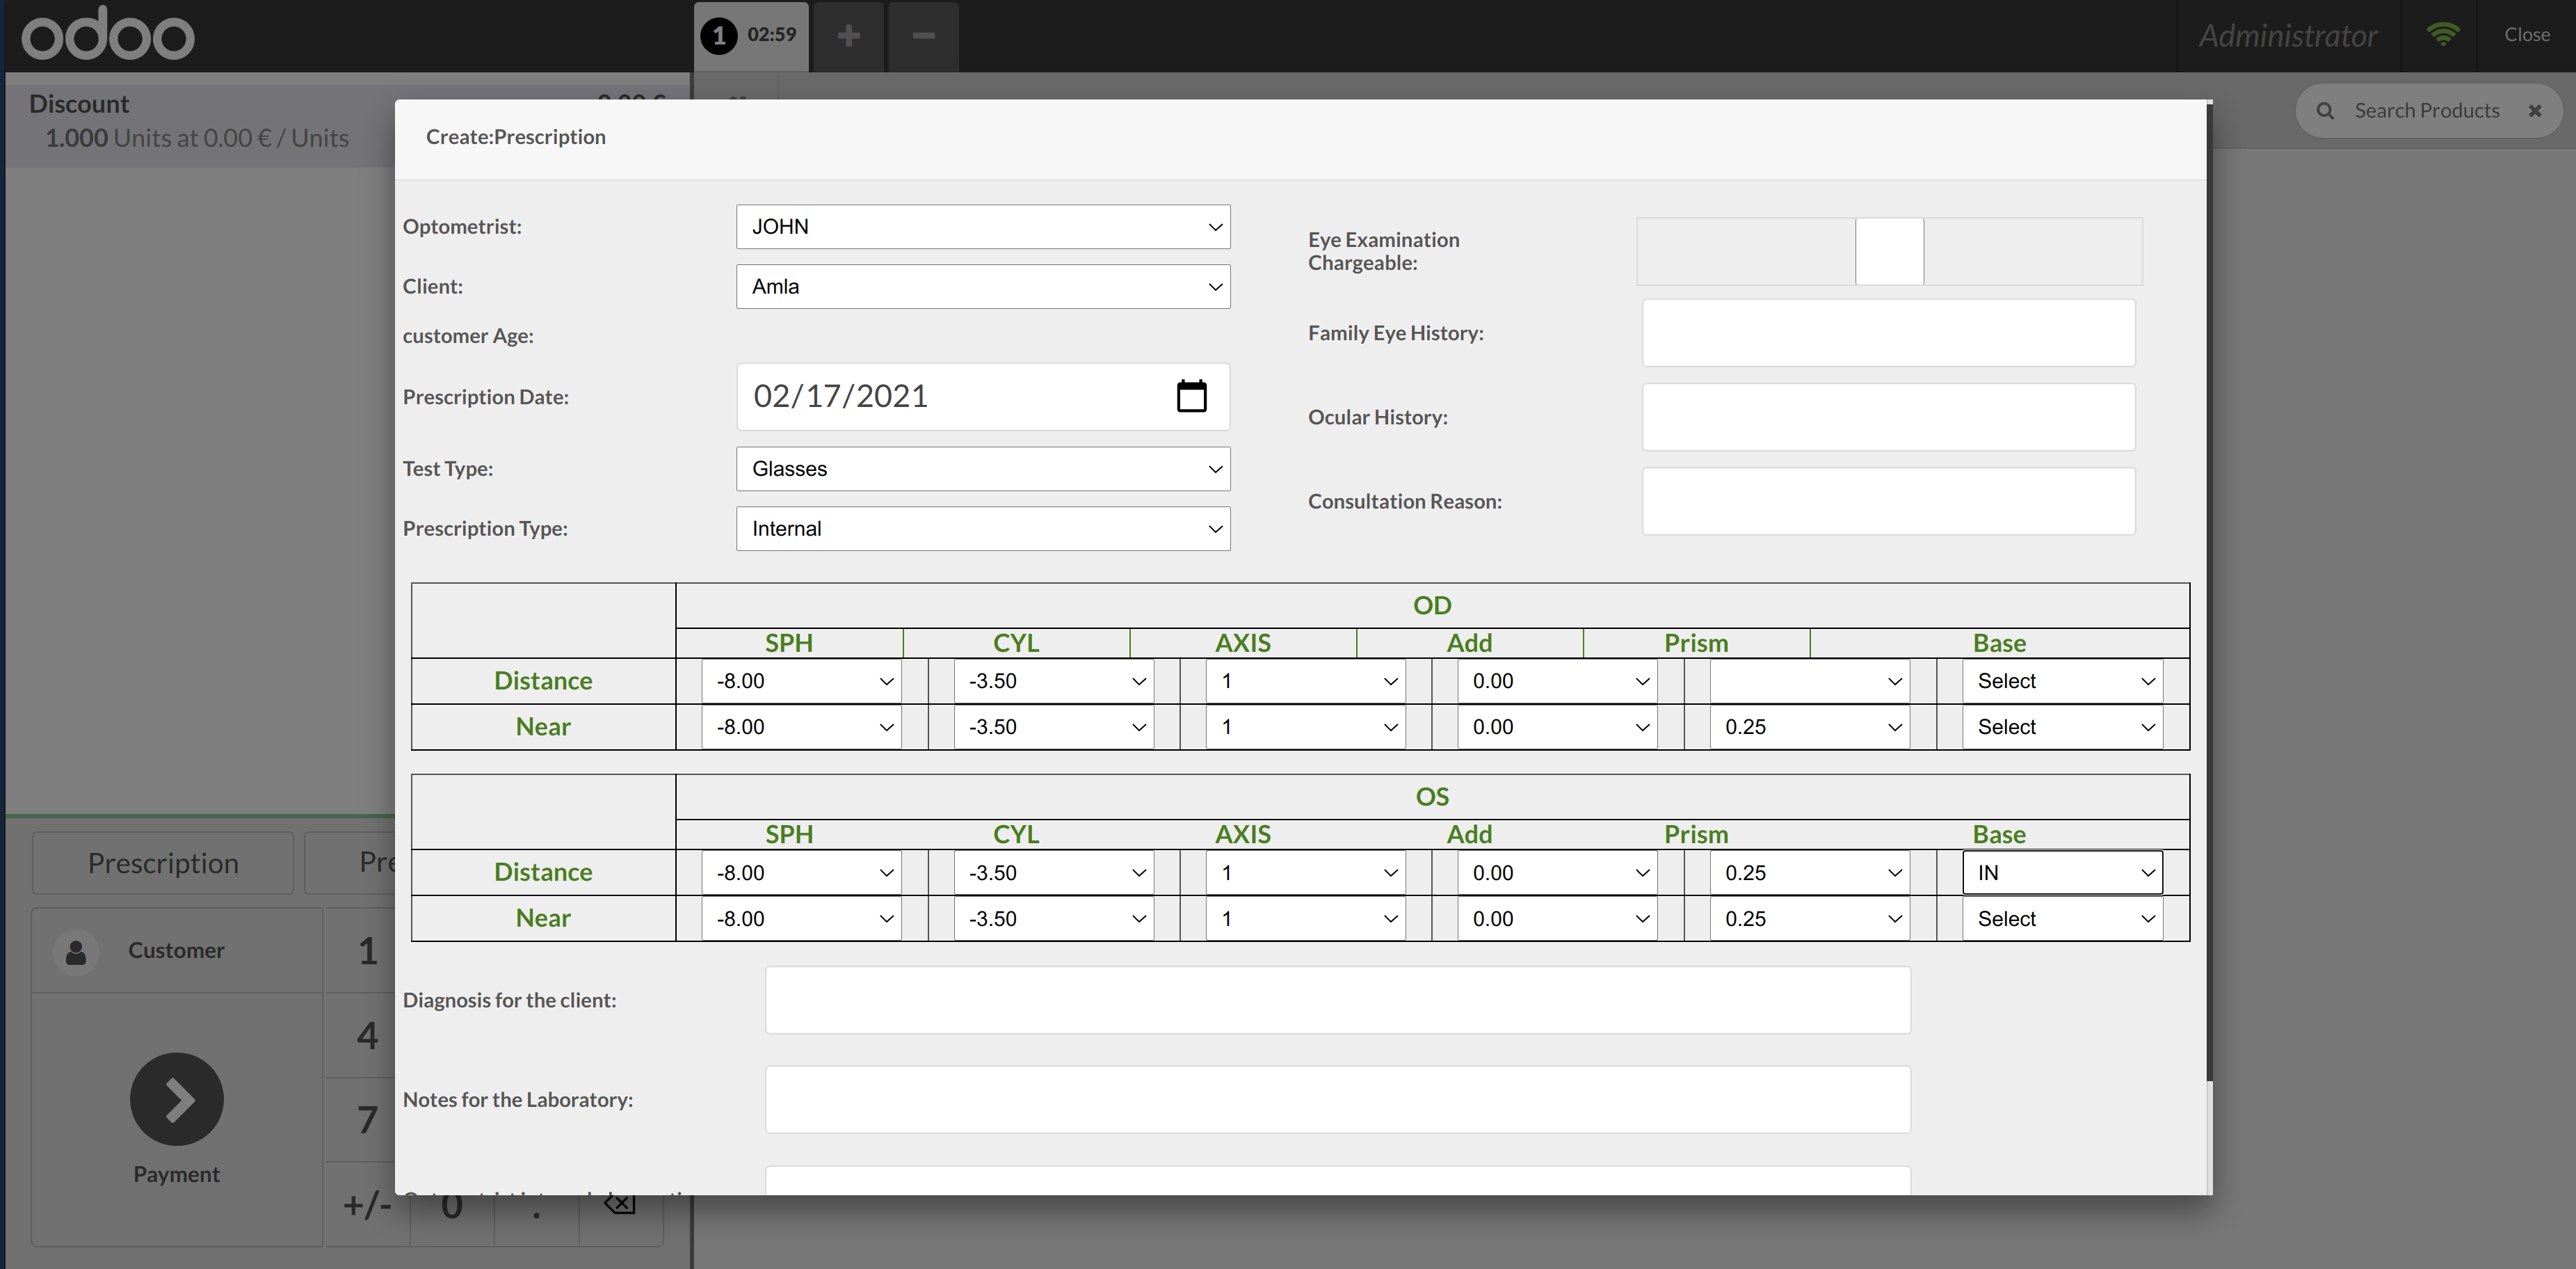 odoo
1 02:59 + −
Administrator
Close
Discount
1.000 Units at 0.00 € / Units
Search Products
Create:Prescription
Optometrist: JOHN
Client: Amla
customer Age:
Prescription Date: 02/17/2021
Test Type: Glasses
Prescription Type: Internal
Eye Examination
Chargeable:
Family Eye History:
Ocular History:
Consultation Reason:
OD
SPH CYL AXIS Add Prism Base
Distance -8.00 -3.50 1 0.00 Select
Near -8.00 -3.50 1 0.00 0.25 Select
OS
SPH CYL AXIS Add Prism Base
Distance -8.00 -3.50 1 0.00 0.25 IN
Near -8.00 -3.50 1 0.00 0.25 Select
Diagnosis for the client:
Notes for the Laboratory:
Prescription
Pre
Customer
Payment
1
4
7
+/- 0 .